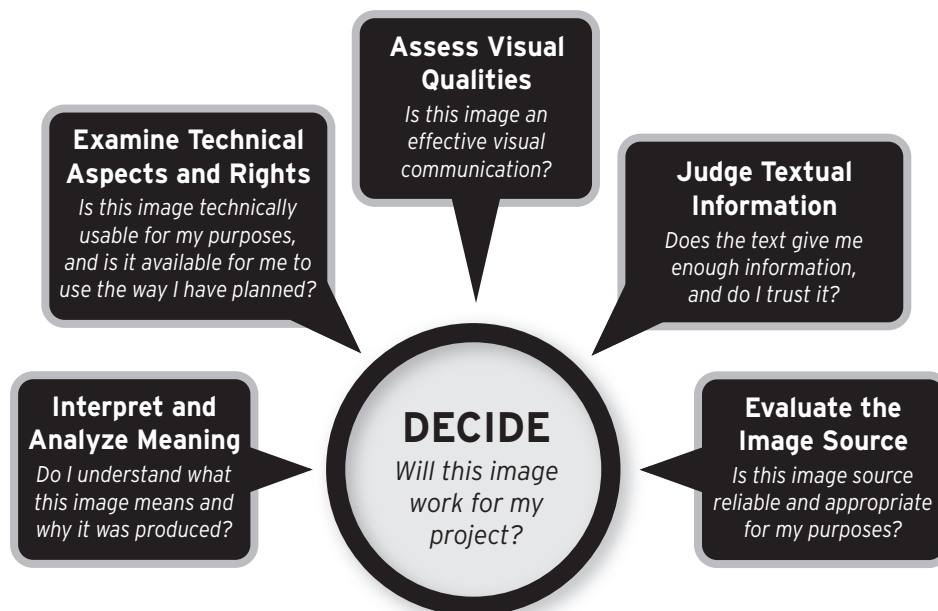 Assess Visual
Qualities
Is this image an
effective visual
communication?
Examine Technical
Aspects and Rights
Is this image technically
usable for my purposes,
and is it available for me to
use the way I have planned?
Judge Textual
Information
Does the text give me
enough information,
and do I trust it?
Interpret and
Analyze Meaning
Do I understand what
this image means and
why it was produced?
DECIDE
Will this image
work for my
project?
Evaluate the
Image Source
Is this image source
reliable and appropriate
for my purposes?